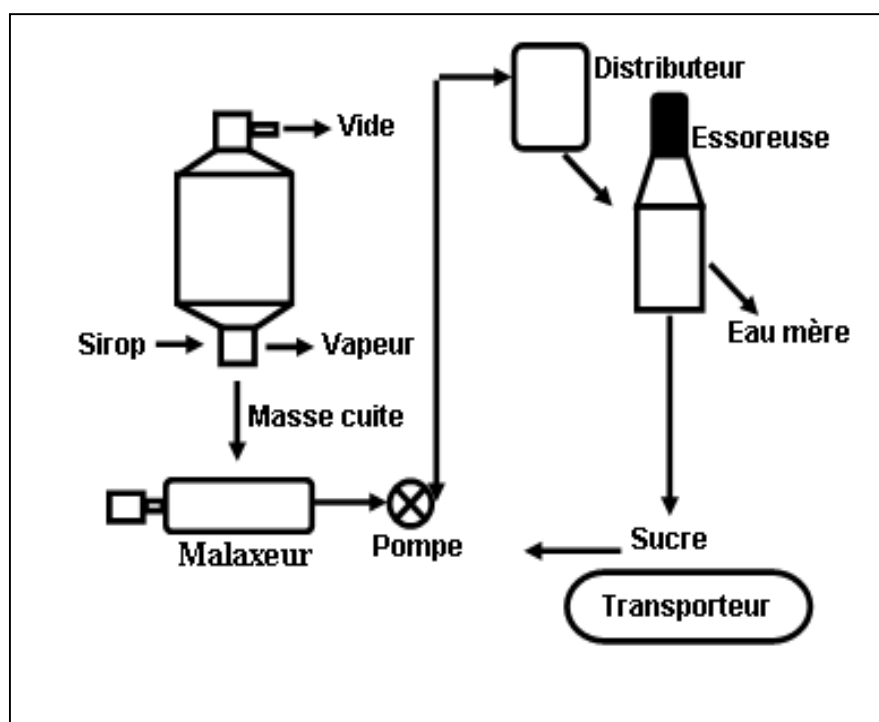 Distributeur
Vide
Essoreuse
Sirop
Vapeur
Eau mère
Masse cuite
Malaxeur
Pompe
Sucre
Transporteur